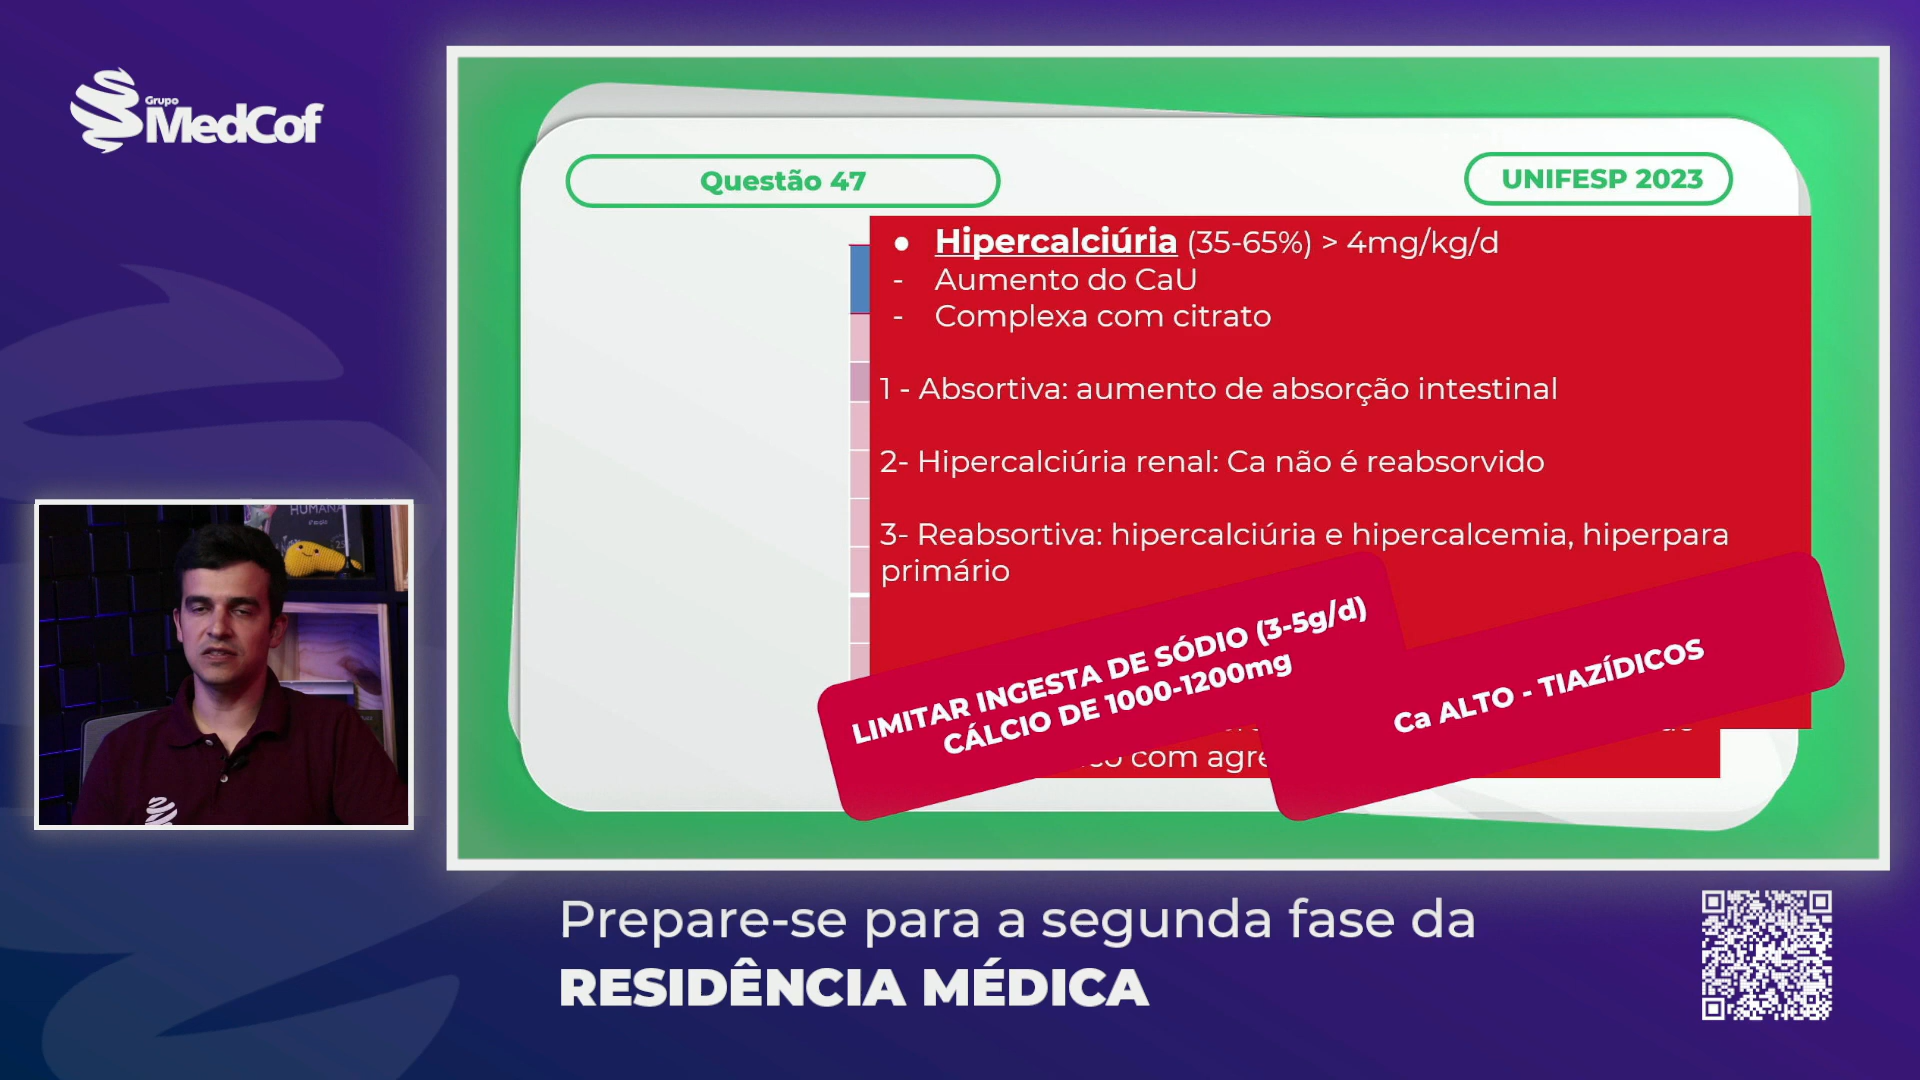 Grupo
MedCof
Questão 47
UNIFESP 2023
● Hipercalciúria (35-65%) > 4mg/kg/d
- Aumento do CaU
- Complexa com citrato
1 - Absortiva: aumento de absorção intestinal
2- Hipercalciúria renal: Ca não é reabsorvido
3- Reabsortiva: hipercalciúria e hipercalcemia, hiperpara
primário
LIMITAR INGESTA DE SÓDIO (3-5g/d)
CÁLCIO DE 1000-1200mg
Ca ALTO - TIAZÍDICOS
com
HUMANA
Prepare-se para a segunda fase da
RESIDÊNCIA MÉDICA